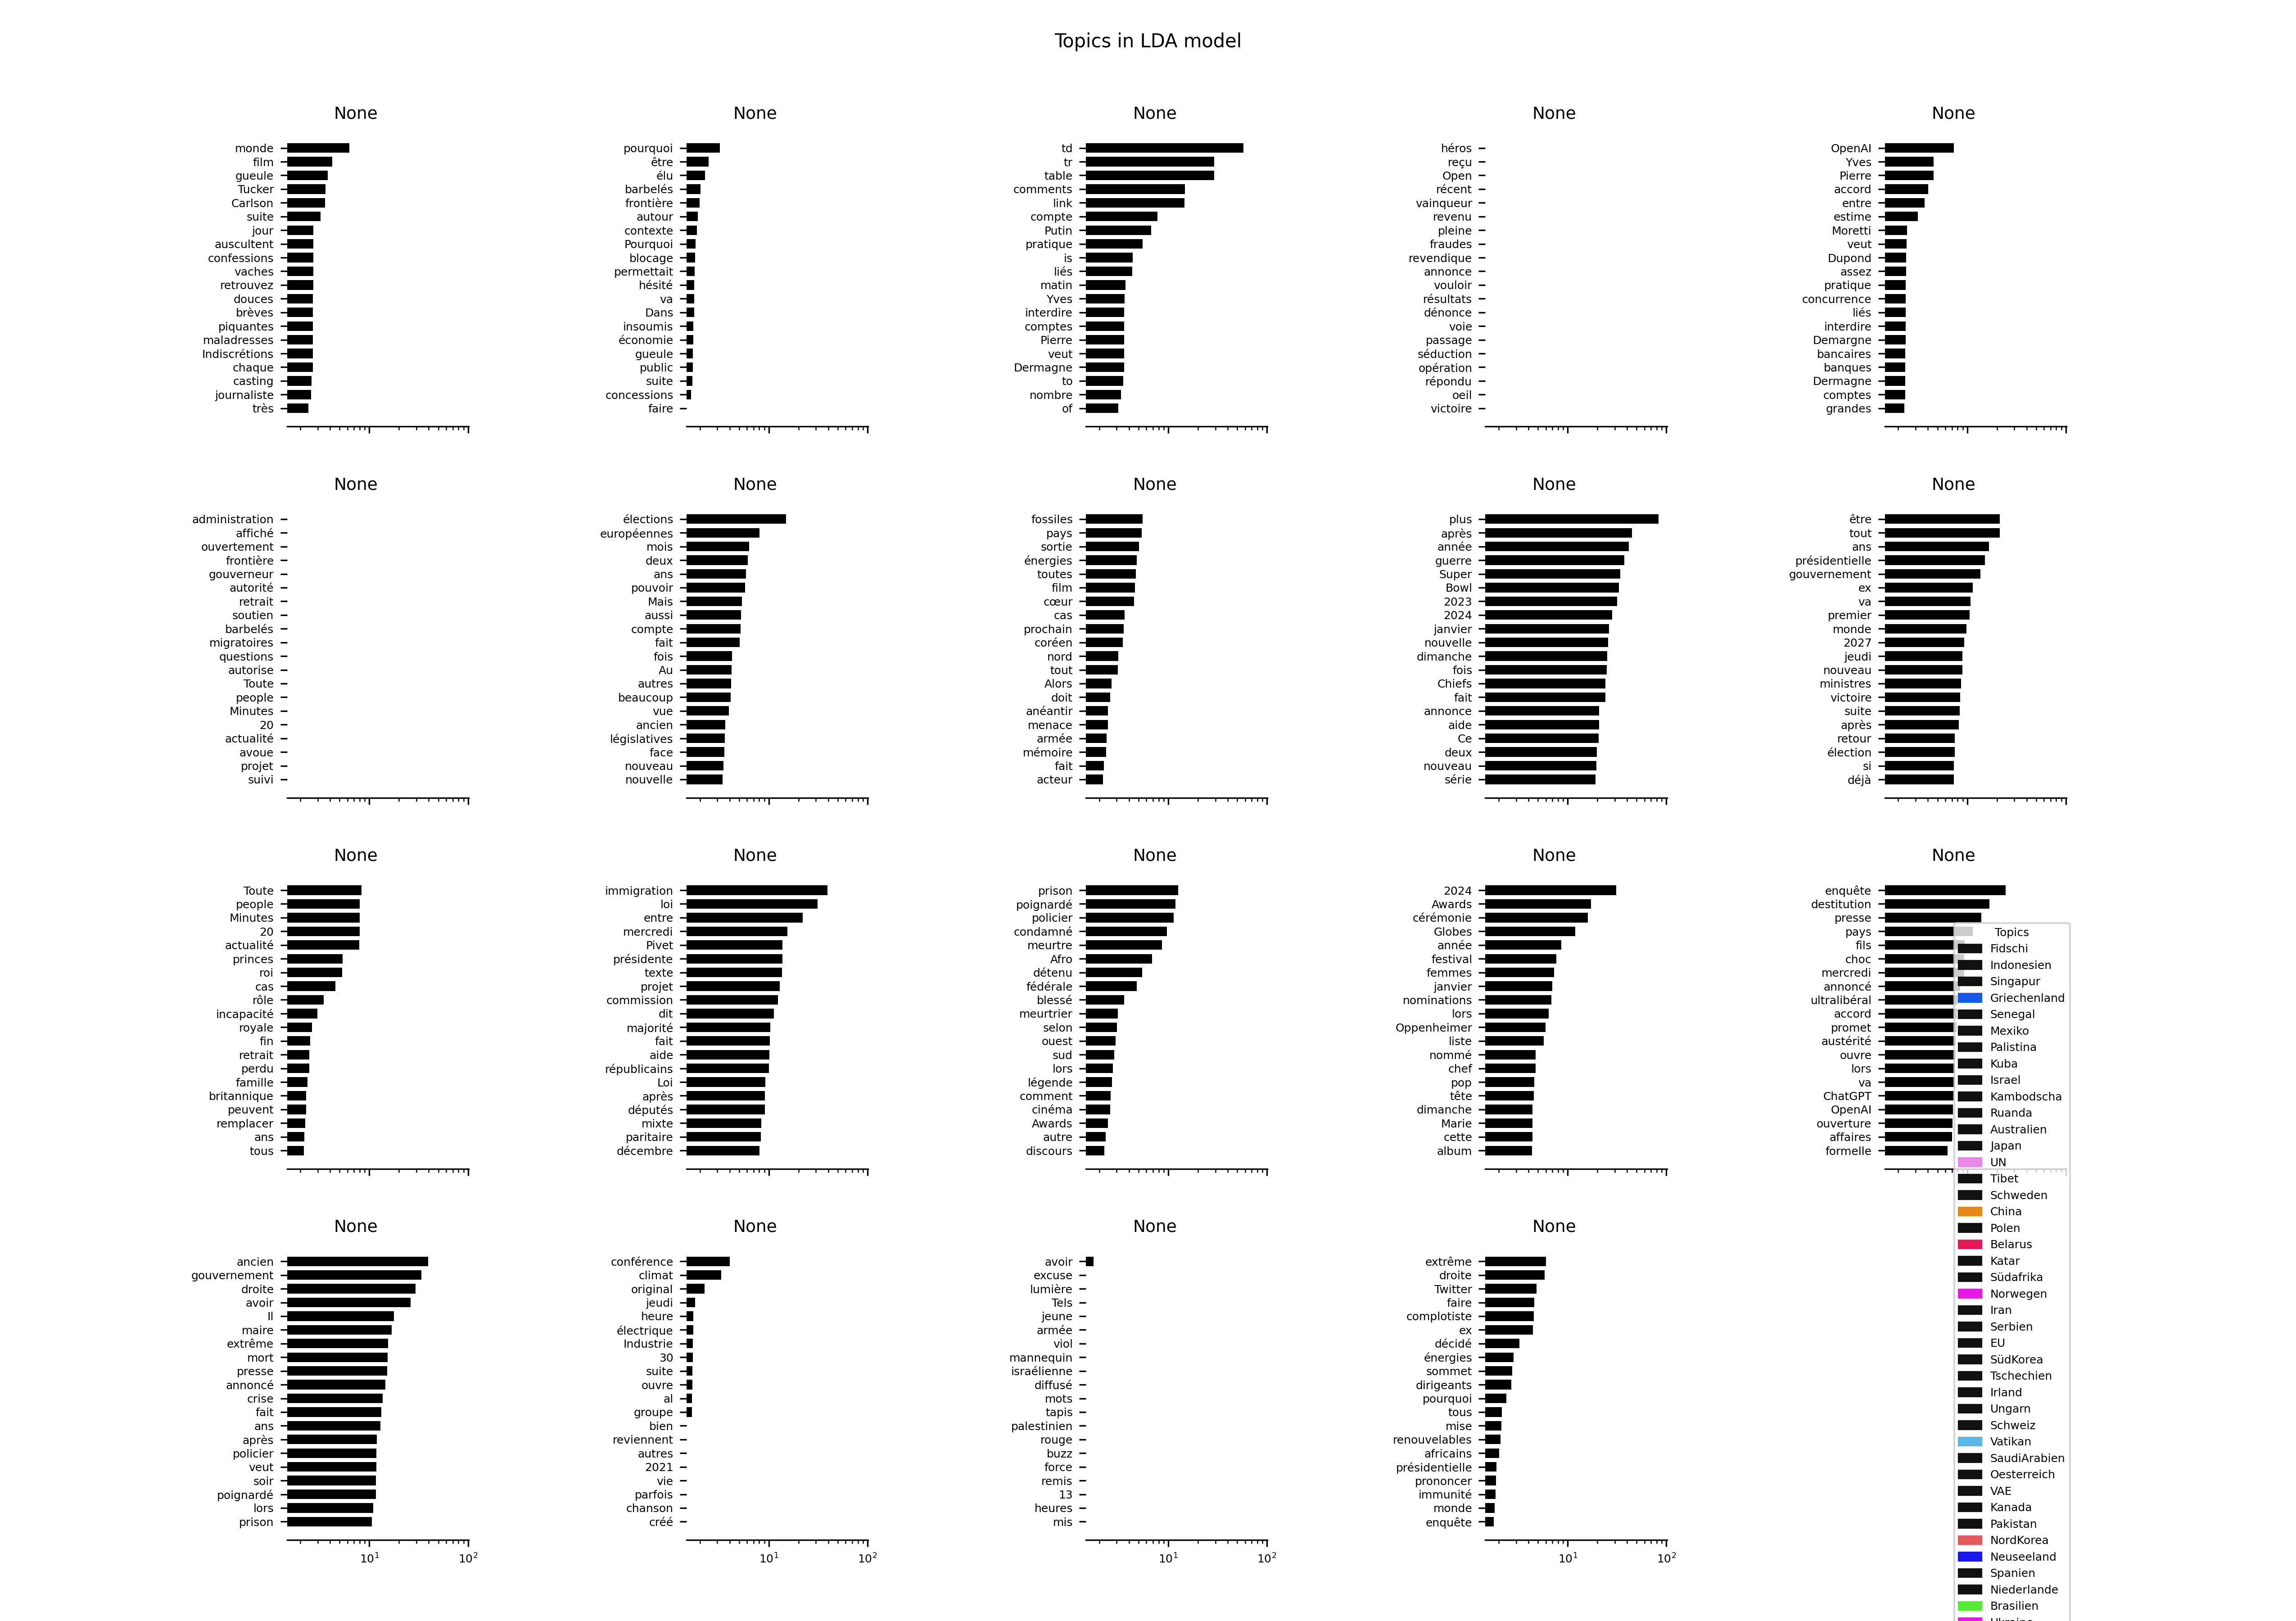 Topics in LDA model
None
monde
film
gueule
Tucker
Carlson
suite
jour
auscultent
confessions
vaches
retrouvez
douces
brèves
piquantes
maladresses
Indiscrétions
chaque
casting
journaliste
très
None
pourquoi
être
élu
barbelés
frontière
autour
contexte
Pourquoi
blocage
permettait
hésité
va
Dans
insoumis
économie
gueule
public
suite
concessions
faire
None
td
tr
table
comments
link
compte
Putin
pratique
is
liés
matin
Yves
interdire
comptes
Pierre
veut
Dermagne
to
nombre
of
None
héros
reçu
Open
récent
vainqueur
revenu
pleine
fraudes
revendique
annonce
vouloir
résultats
dénonce
voie
passage
séduction
opération
répondu
oeil
victoire
None
OpenAI
Yves
Pierre
accord
entre
estime
Moretti
veut
Dupond
assez
pratique
concurrence
liés
interdire
Demargne
bancaires
banques
Dermagne
comptes
grandes
None
administration
affiché
ouvertement
frontière
gouverneur
autorité
retrait
soutien
barbelés
migratoires
questions
autorise
Toute
people
Minutes
20
actualité
avoue
projet
suivi
None
élections
européennes
mois
deux
ans
pouvoir
Mais
aussi
compte
fait
fois
Au
autres
beaucoup
vue
ancien
législatives
face
nouveau
nouvelle
None
fossiles
pays
sortie
énergies
toutes
film
cœur
cas
prochain
coréen
nord
tout
Alors
doit
anéantir
menace
armée
mémoire
fait
acteur
None
plus
après
année
guerre
Super
Bowl
2023
2024
janvier
nouvelle
dimanche
fois
Chiefs
fait
annonce
aide
Ce
deux
nouveau
série
None
être
tout
ans
présidentielle
gouvernement
ex
va
premier
monde
2027
jeudi
nouveau
ministres
victoire
suite
après
retour
élection
si
déjà
None
Toute
people
Minutes
20
actualité
princes
roi
cas
rôle
incapacité
royale
fin
retrait
perdu
famille
britannique
peuvent
remplacer
ans
tous
None
immigration
loi
entre
mercredi
Pivet
présidente
texte
projet
commission
dit
majorité
fait
aide
républicains
Loi
après
députés
mixte
paritaire
décembre
None
prison
poignardé
policier
condamné
meurtre
Afro
détenu
fédérale
blessé
meurtrier
selon
ouest
sud
lors
légende
comment
cinéma
Awards
autre
discours
None
2024
Awards
cérémonie
Globes
année
festival
femmes
janvier
nominations
lors
Oppenheimer
liste
nommé
chef
pop
tête
dimanche
Marie
cette
album
None
enquête
destitution
presse
pays
fils
choc
mercredi
annoncé
ultralibéral
accord
promet
austérité
ouvre
lors
va
ChatGPT
OpenAI
ouverture
affaires
formelle
None
ancien
gouvernement
droite
avoir
Il
maire
extrême
mort
presse
annoncé
crise
fait
ans
après
policier
veut
soir
poignardé
lors
prison
10¹ 10²
None
conférence
climat
original
jeudi
heure
électrique
Industrie
30
suite
ouvre
al
groupe
bien
reviennent
autres
2021
vie
parfois
chanson
créé
10¹ 10²
None
avoir
excuse
lumière
Tels
jeune
armée
viol
mannequin
israélienne
diffusé
mots
tapis
palestinien
rouge
buzz
force
remis
13
heures
mis
10¹ 10²
None
extrême
droite
Twitter
faire
complotiste
ex
décidé
énergies
sommet
dirigeants
pourquoi
tous
mise
renouvelables
africains
présidentielle
prononcer
immunité
monde
enquête
10¹ 10²
Topics
Fidschi
Indonesien
Singapur
Griechenland
Senegal
Mexiko
Palistina
Kuba
Israel
Kambodscha
Ruanda
Australien
Japan
UN
Tibet
Schweden
China
Polen
Belarus
Katar
Südafrika
Norwegen
Iran
Serbien
EU
SüdKorea
Tschechien
Irland
Ungarn
Schweiz
Vatikan
SaudiArabien
Oesterreich
VAE
Kanada
Pakistan
NordKorea
Neuseeland
Spanien
Niederlande
Brasilien